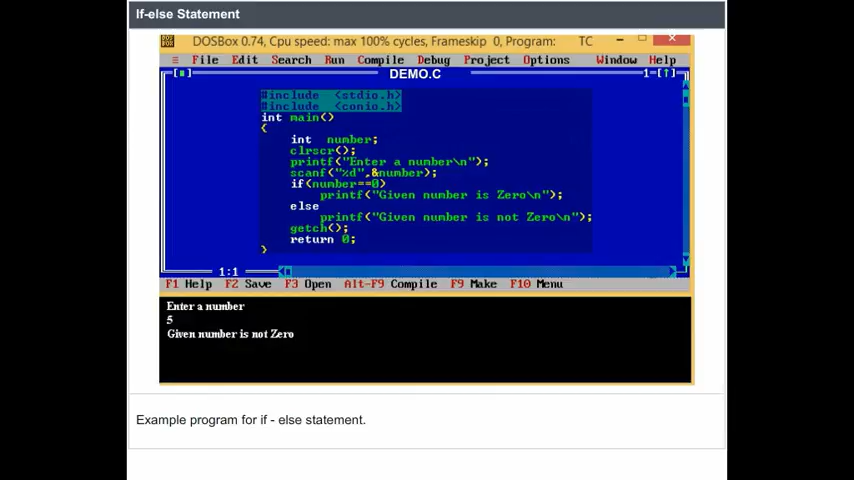 If-else Statement
DOSBox 0.74, Cpu speed: max 100% cycles, Frameskip 0, Program: TC
≡ File Edit Search Run Compile Debug Project Options Window Help
[■] DEMO.C 1=[↑]
#include <stdio.h>
#include <conio.h>
int main()
{
int number;
clrscr();
printf("Enter a number\n");
scanf("%d",&number);
if(number==0)
printf("Given number is Zero\n");
else
printf("Given number is not Zero\n");
getch();
return 0;
}
1:1
F1 Help F2 Save F3 Open Alt-F9 Compile F9 Make F10 Menu
Enter a number
5
Given number is not Zero
Example program for if - else statement.